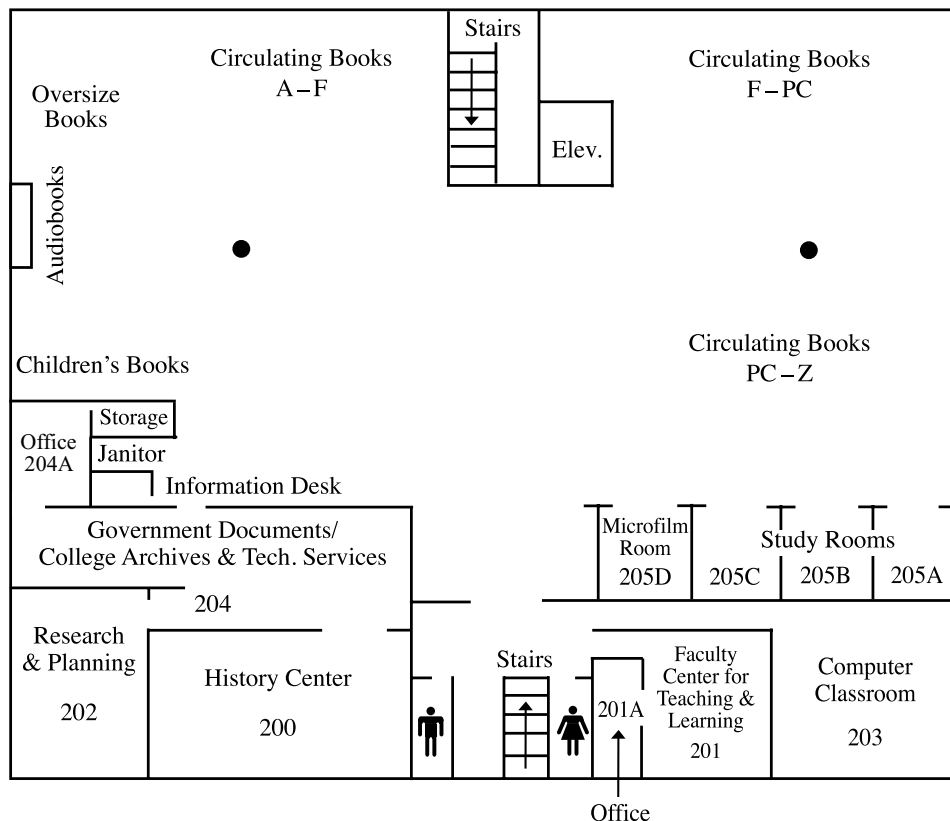 Stairs
Circulating Books
A – F
Circulating Books
F – PC
Oversize
Books
Elev.
Audiobooks
Circulating Books
PC – Z
Children's Books
Storage
Office
204A
Janitor
Information Desk
Government Documents/
College Archives & Tech. Services
204
Microfilm
Room
205D
Study Rooms
205C
205B
205A
Research
& Planning
202
History Center
200
Stairs
201A
Office
Faculty
Center for
Teaching &
Learning
201
Computer
Classroom
203